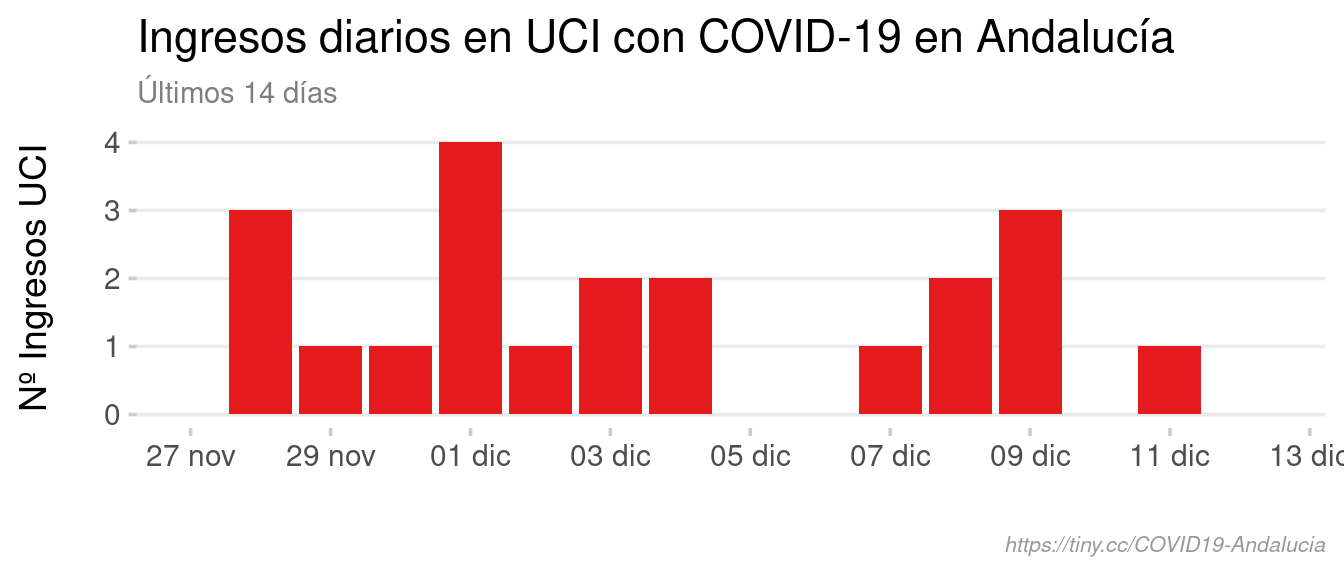 Ingresos diarios en UCI con COVID-19 en Andalucía
Últimos 14 días
Nº Ingresos UCI
4
3
2
1
0
27 nov 29 nov 01 dic 03 dic 05 dic 07 dic 09 dic 11 dic 13 dic
https://tiny.cc/COVID19-Andalucia